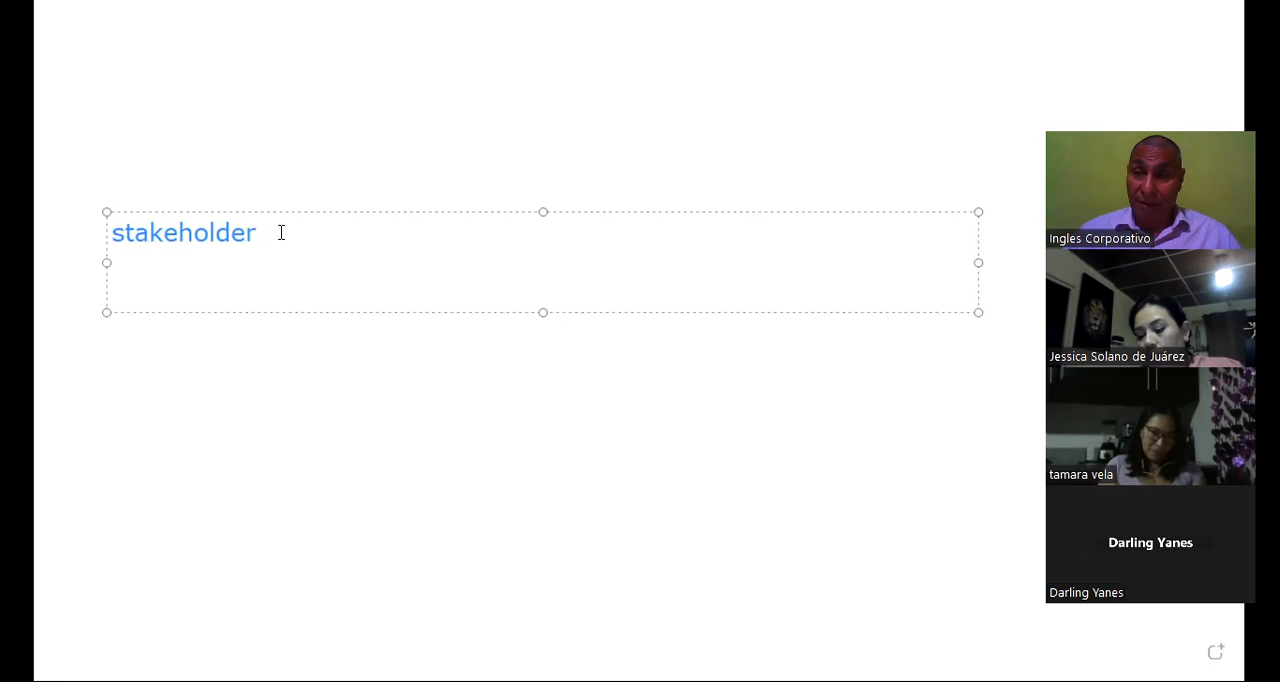 stakeholder
Ingles Corporativo
Jessica Solano de Juárez
tamara vela
Darling Yanes
Darling Yanes